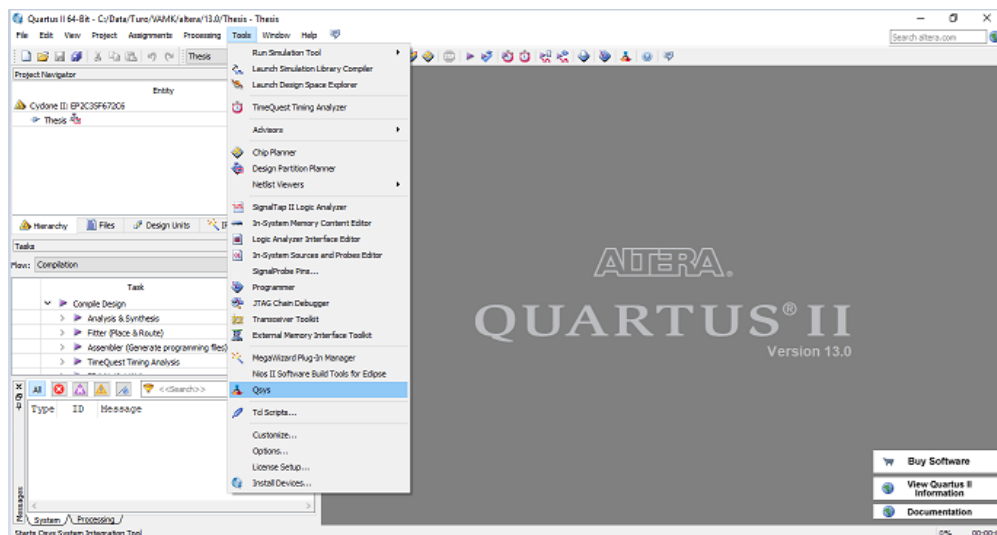 Quartus II 64-Bit - C:/Data/Turo/VAMK/altera/13.0/Thesis - Thesis
File Edit View Project Assignments Processing Tools Window Help
Search altera.com
Thesis
Project Navigator
Entity
Cyclone II: EP2C35F672C6
Thesis
Hierarchy Files Design Units
Tasks
Flow: Compilation
Task
Compile Design
Analysis & Synthesis
Fitter (Place & Route)
Assembler (Generate programming files)
TimeQuest Timing Analysis
Run Simulation Tool
Launch Simulation Library Compiler
Launch Design Space Explorer
TimeQuest Timing Analyzer
Advisors
Chip Planner
Design Partition Planner
Netlist Viewers
SignalTap II Logic Analyzer
In-System Memory Content Editor
Logic Analyzer Interface Editor
In-System Sources and Probes Editor
SignalProbe Pins...
Programmer
JTAG Chain Debugger
Transceiver Toolkit
External Memory Interface Toolkit
MegaWizard Plug-In Manager
Nios II Software Build Tools for Eclipse
Qsys
Tcl Scripts...
Customize...
Options...
License Setup...
Install Devices...
ALTERA®
QUARTUS® II
Version 13.0
Buy Software
View Quartus II
Information
Documentation
All <<Search>>
Type ID Message
Messages
System Processing
Starts Qsys System Integration Tool
0%